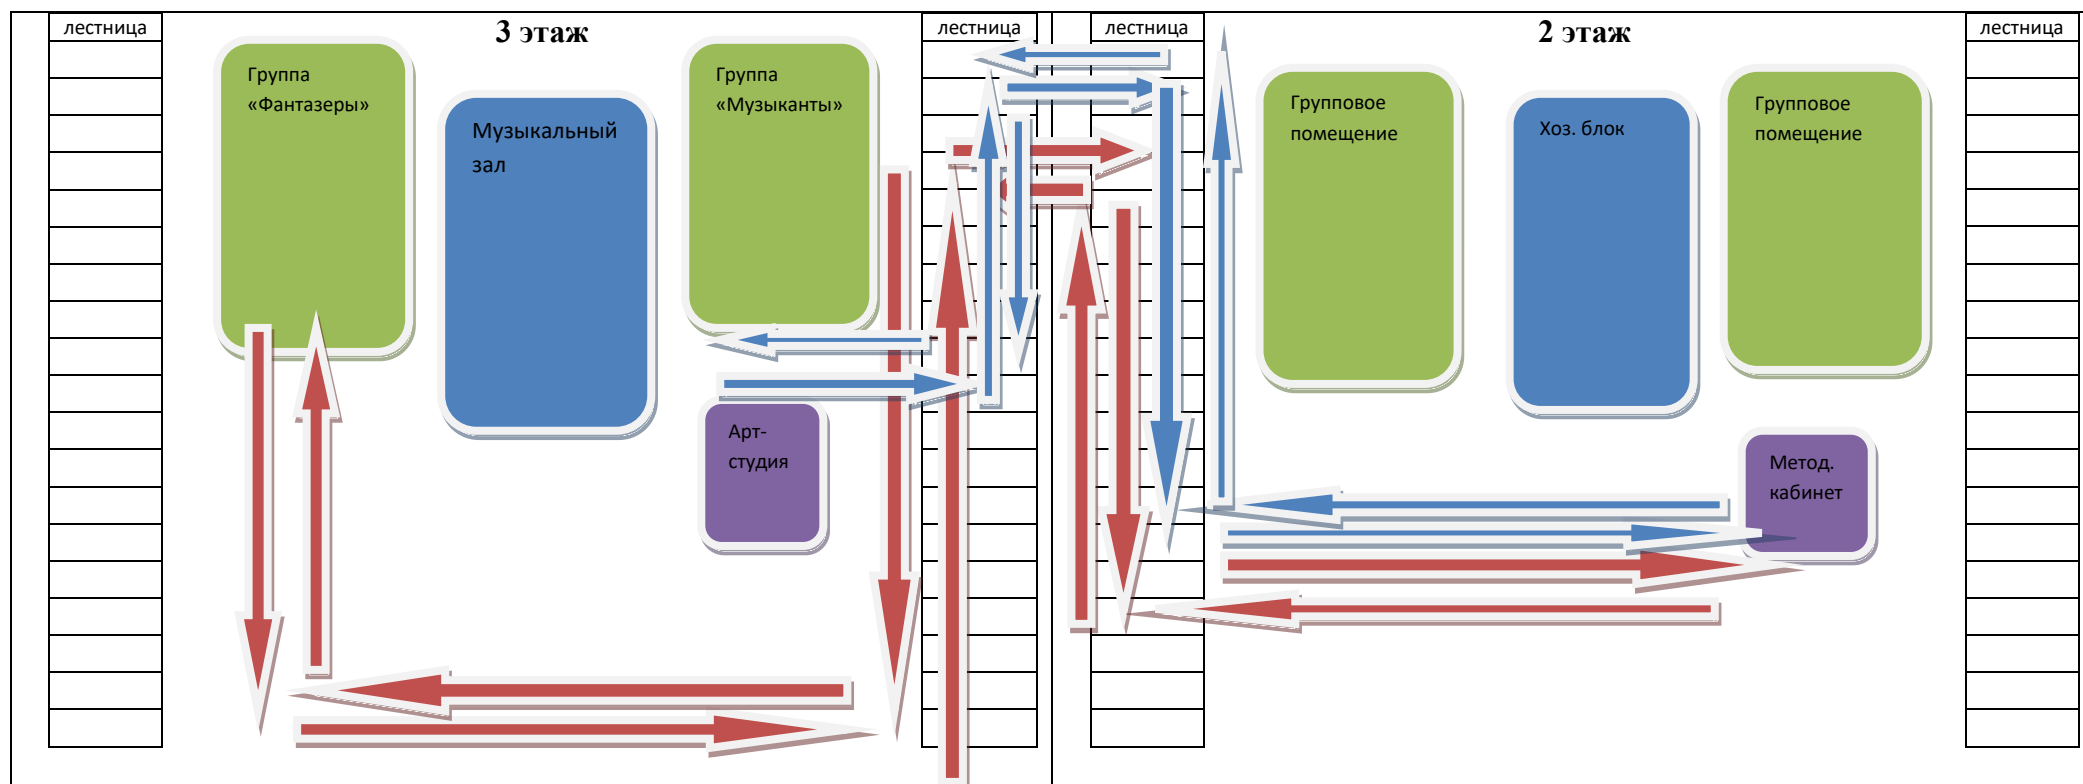 лестница
3 этаж
лестница
лестница
2 этаж
лестница
Группа
«Фантазеры»
Музыкальный
зал
Группа
«Музыканты»
Арт-
студия
Групповое
помещение
Хоз. блок
Групповое
помещение
Метод.
кабинет